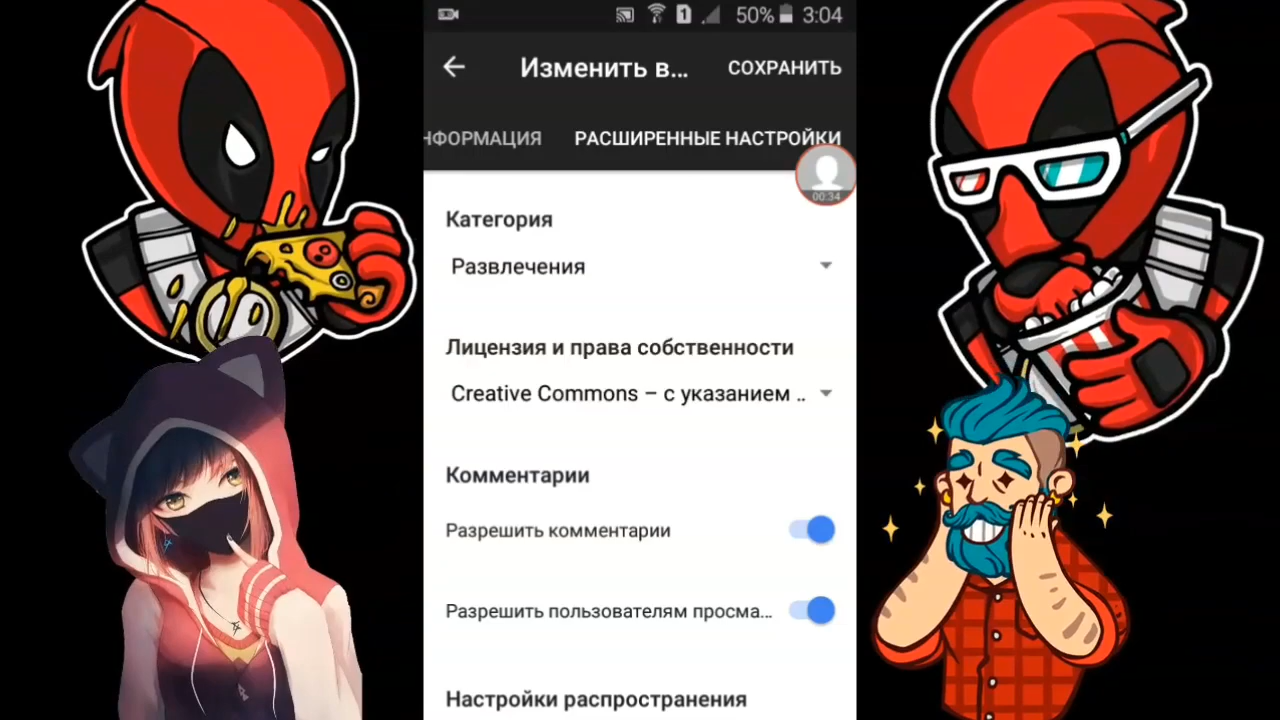 1 50% 3:04
Изменить в... СОХРАНИТЬ
НФОРМАЦИЯ РАСШИРЕННЫЕ НАСТРОЙКИ
00:34
Категория
Развлечения
Лицензия и права собственности
Creative Commons – с указанием ..
Комментарии
Разрешить комментарии
Разрешить пользователям просма...
Настройки распространения